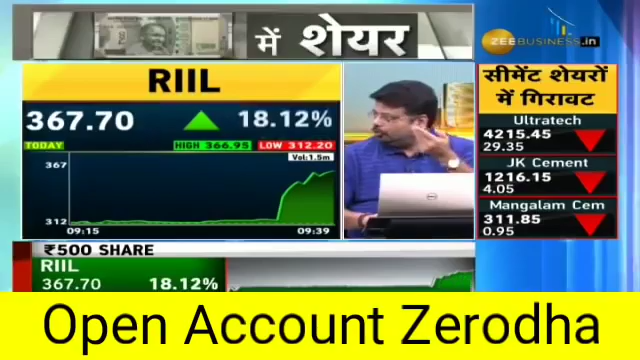 में शेयर
ZEEBUSINESS.in
RIIL
367.70 18.12%
TODAY HIGH 366.95 LOW 312.20
Vol:1.5m
367
312
09:15 09:39
सीमेंट शेयरों
में गिरावट
Ultratech
4215.45
29.35
JK Cement
1216.15
4.05
Mangalam Cem
311.85
0.95
₹500 SHARE
RIIL
367.70 18.12%
Open Account Zerodha